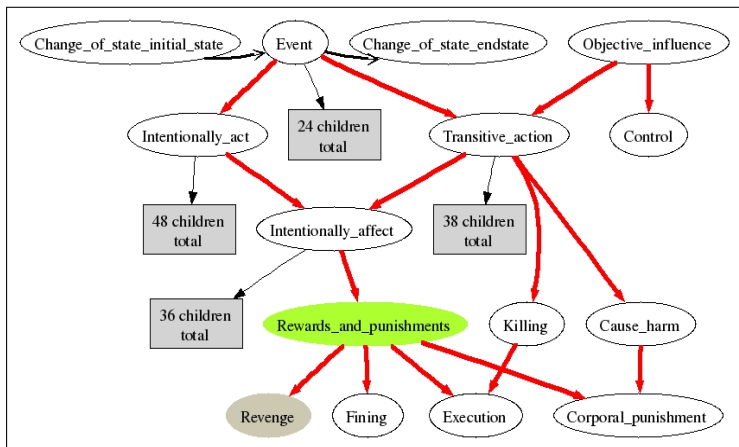 Change_of_state_initial_state
Event
Change_of_state_endstate
Objective_influence
Intentionally_act
24 children
total
Transitive_action
Control
48 children
total
Intentionally_affect
38 children
total
36 children
total
Rewards_and_punishments
Killing
Cause_harm
Revenge
Fining
Execution
Corporal_punishment